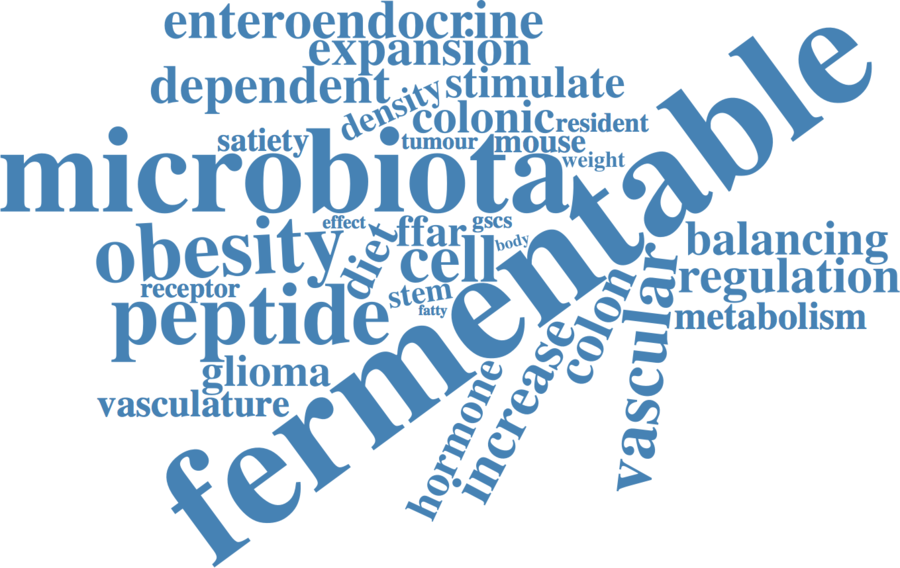 enteroendocrine
expansion
dependent
density
stimulate
colonic
resident
satiety
tumour
mouse
microbiota
weight
fermentable
effect
gscs
obesity
diet
ffar
body
cell
balancing
receptor
stem
regulation
peptide
fatty
colon
vascular
metabolism
glioma
vasculature
hormone
increase